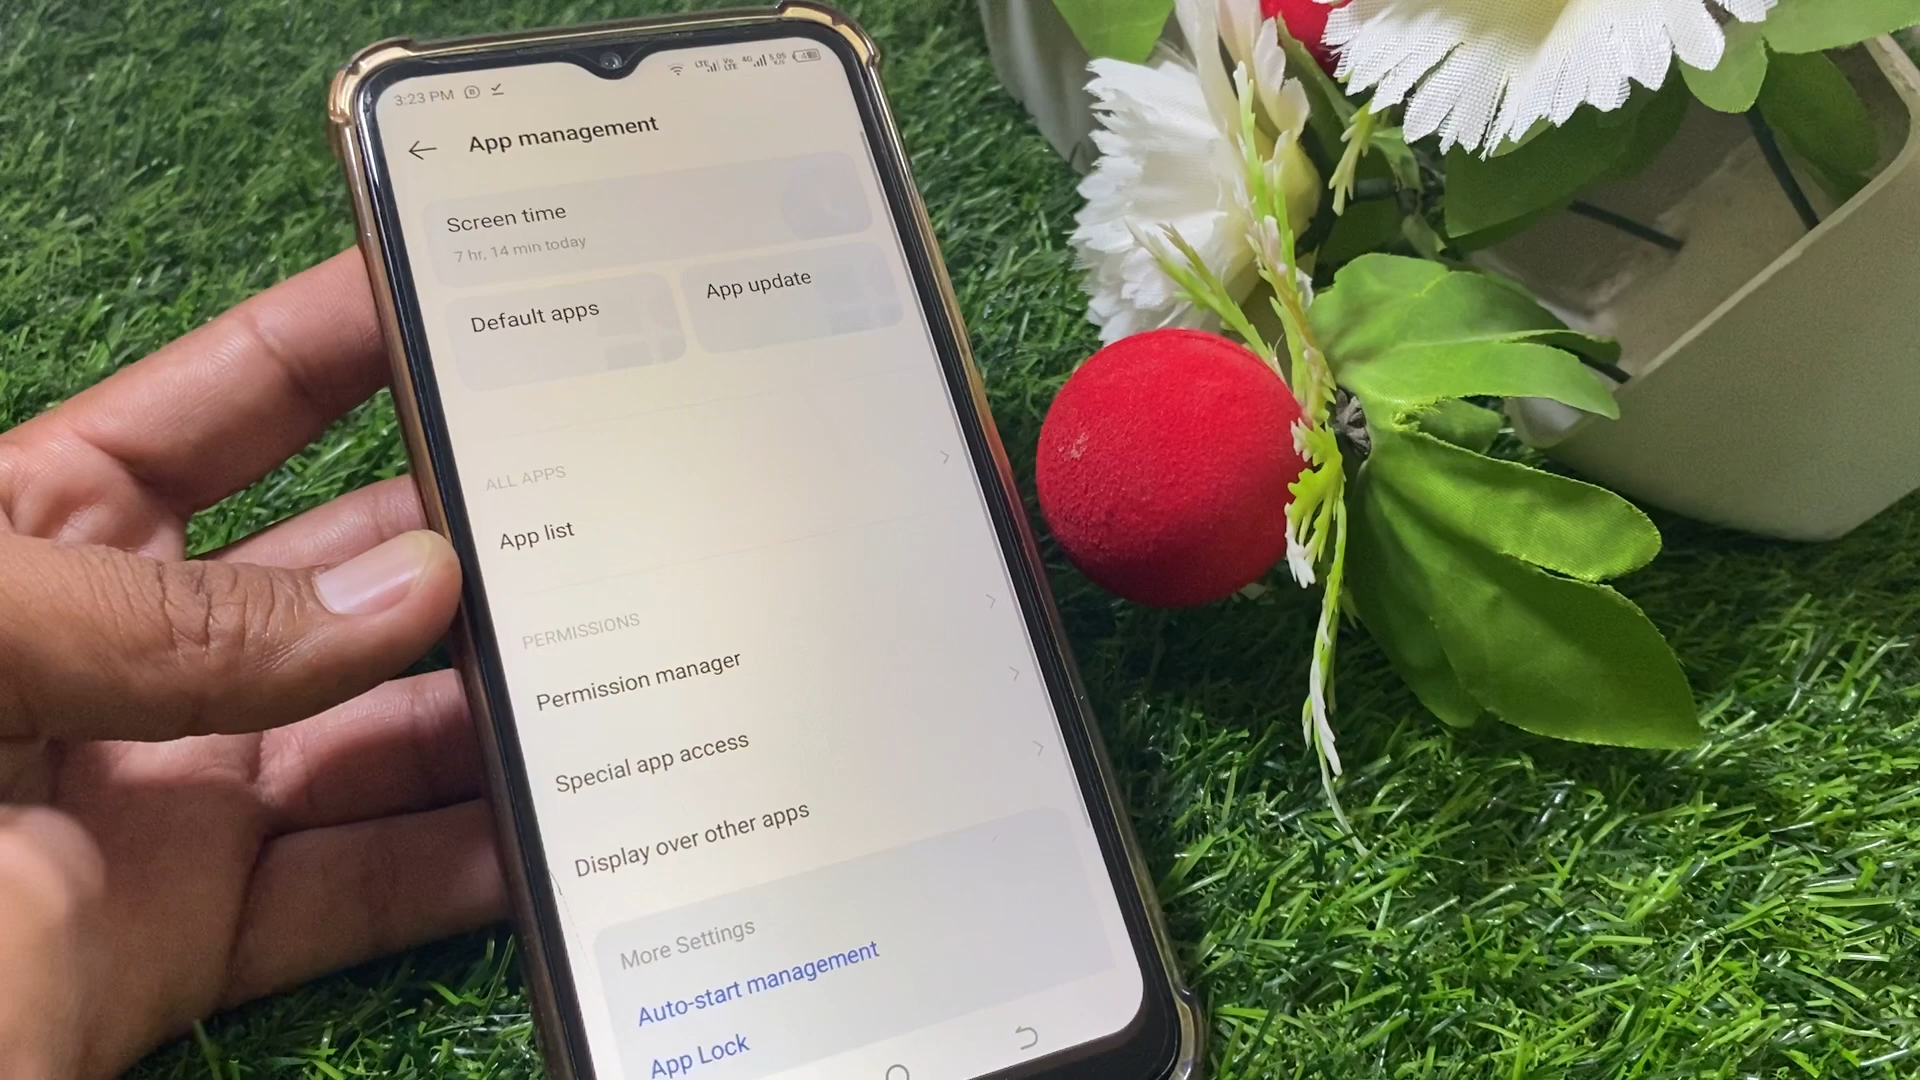 3:23 PM
App management
Screen time
7 hr, 14 min today
Default apps
App update
ALL APPS
App list
PERMISSIONS
Permission manager
Special app access
Display over other apps
More Settings
Auto-start management
App Lock